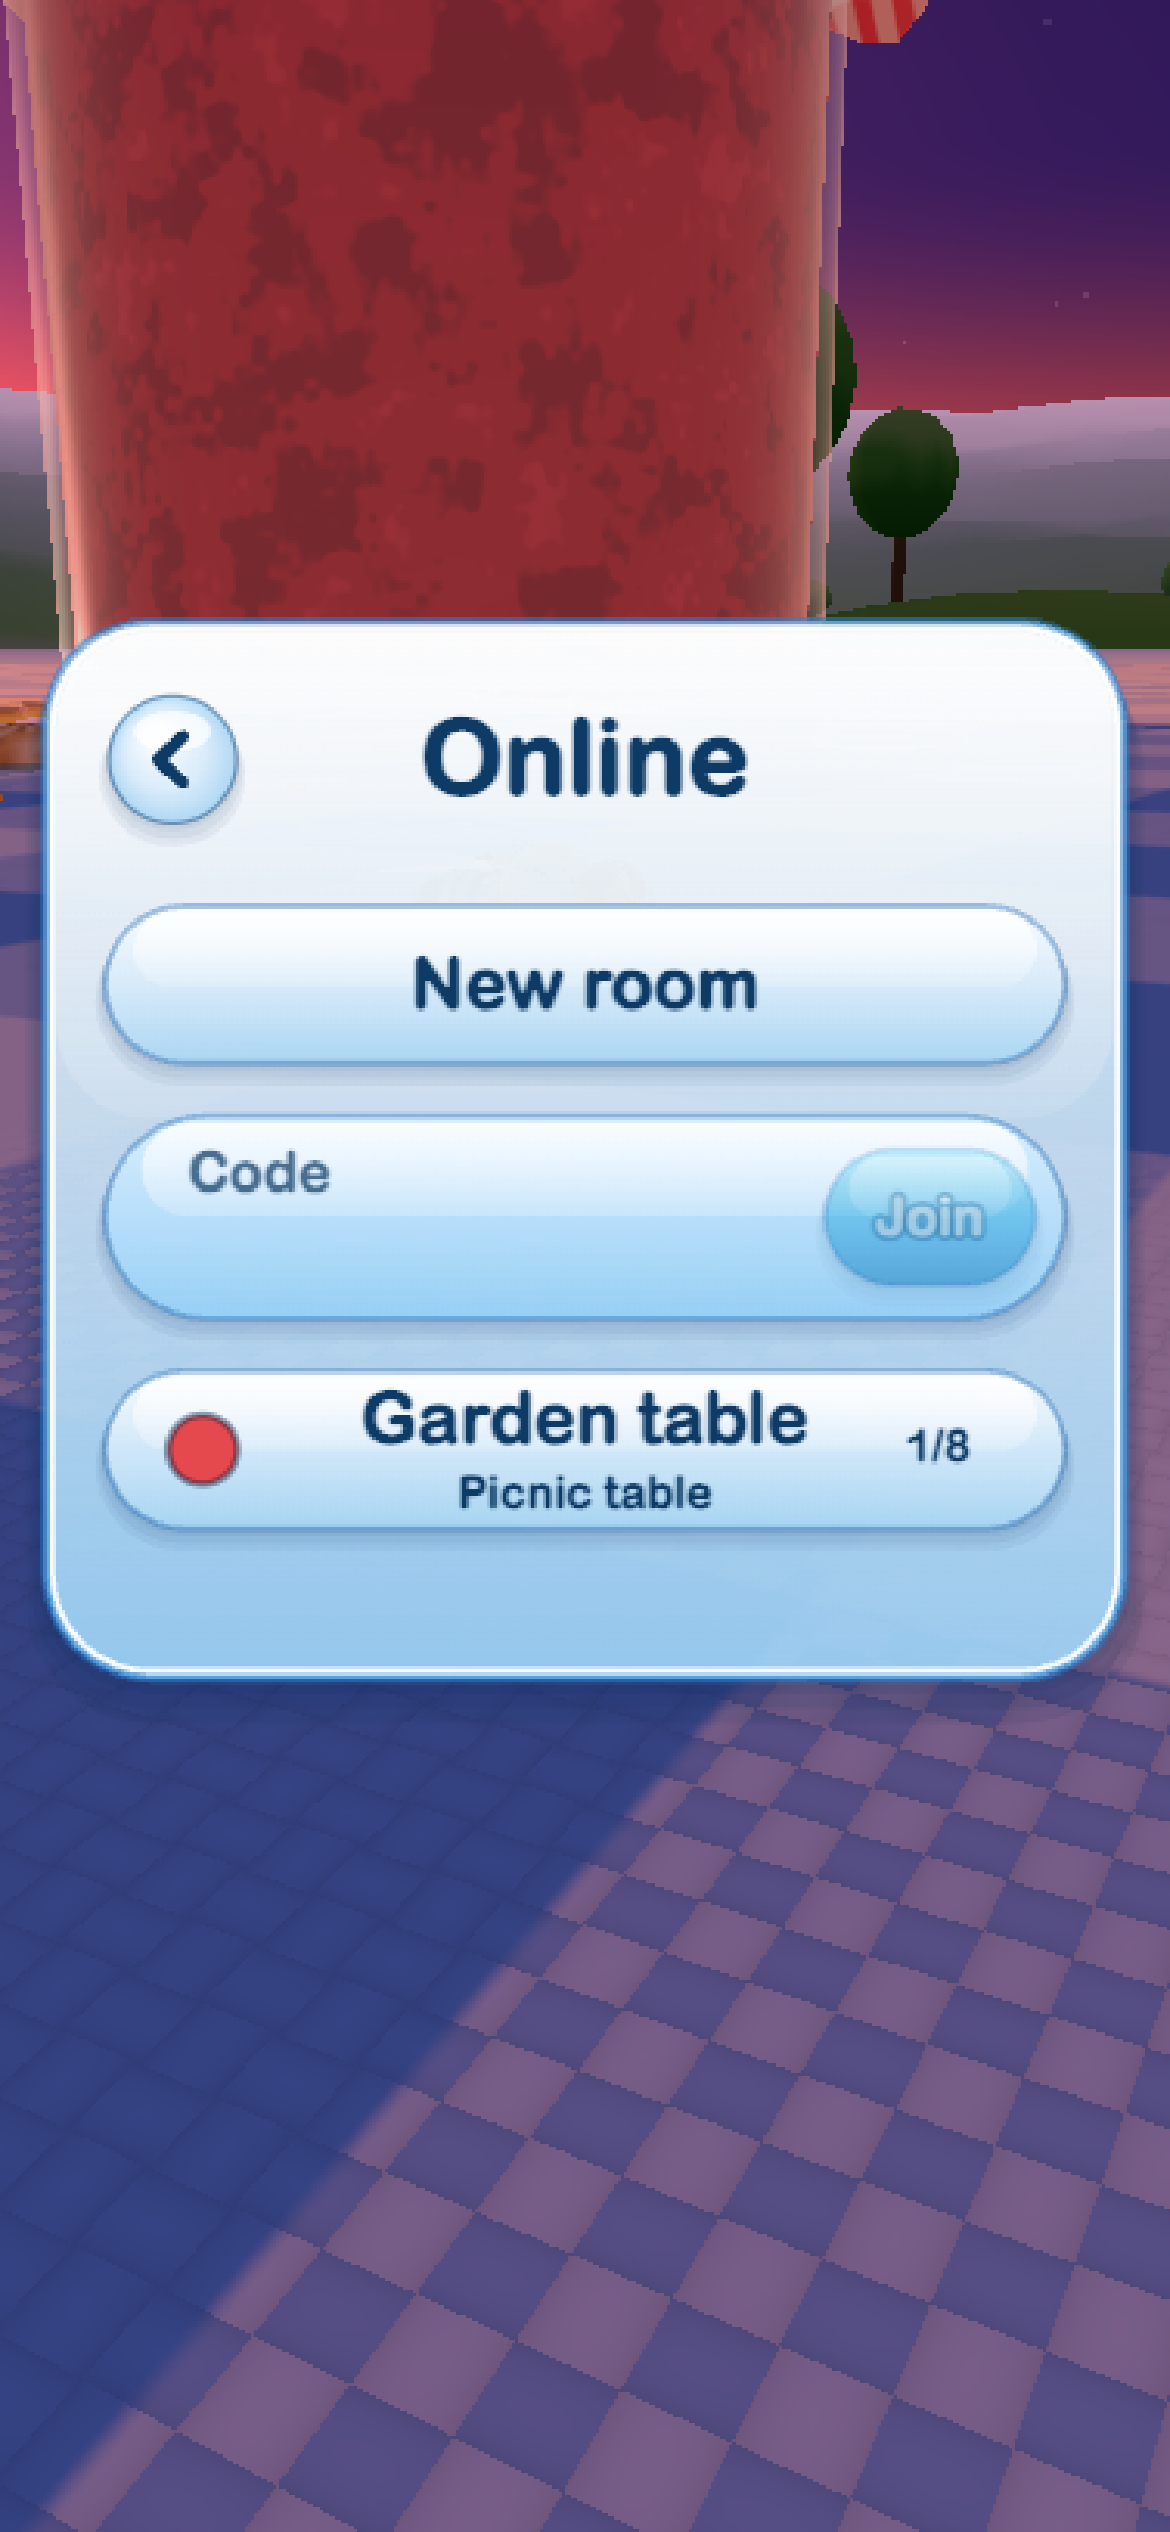 Online
New room
Code
Join
Garden table
1/8
Picnic table